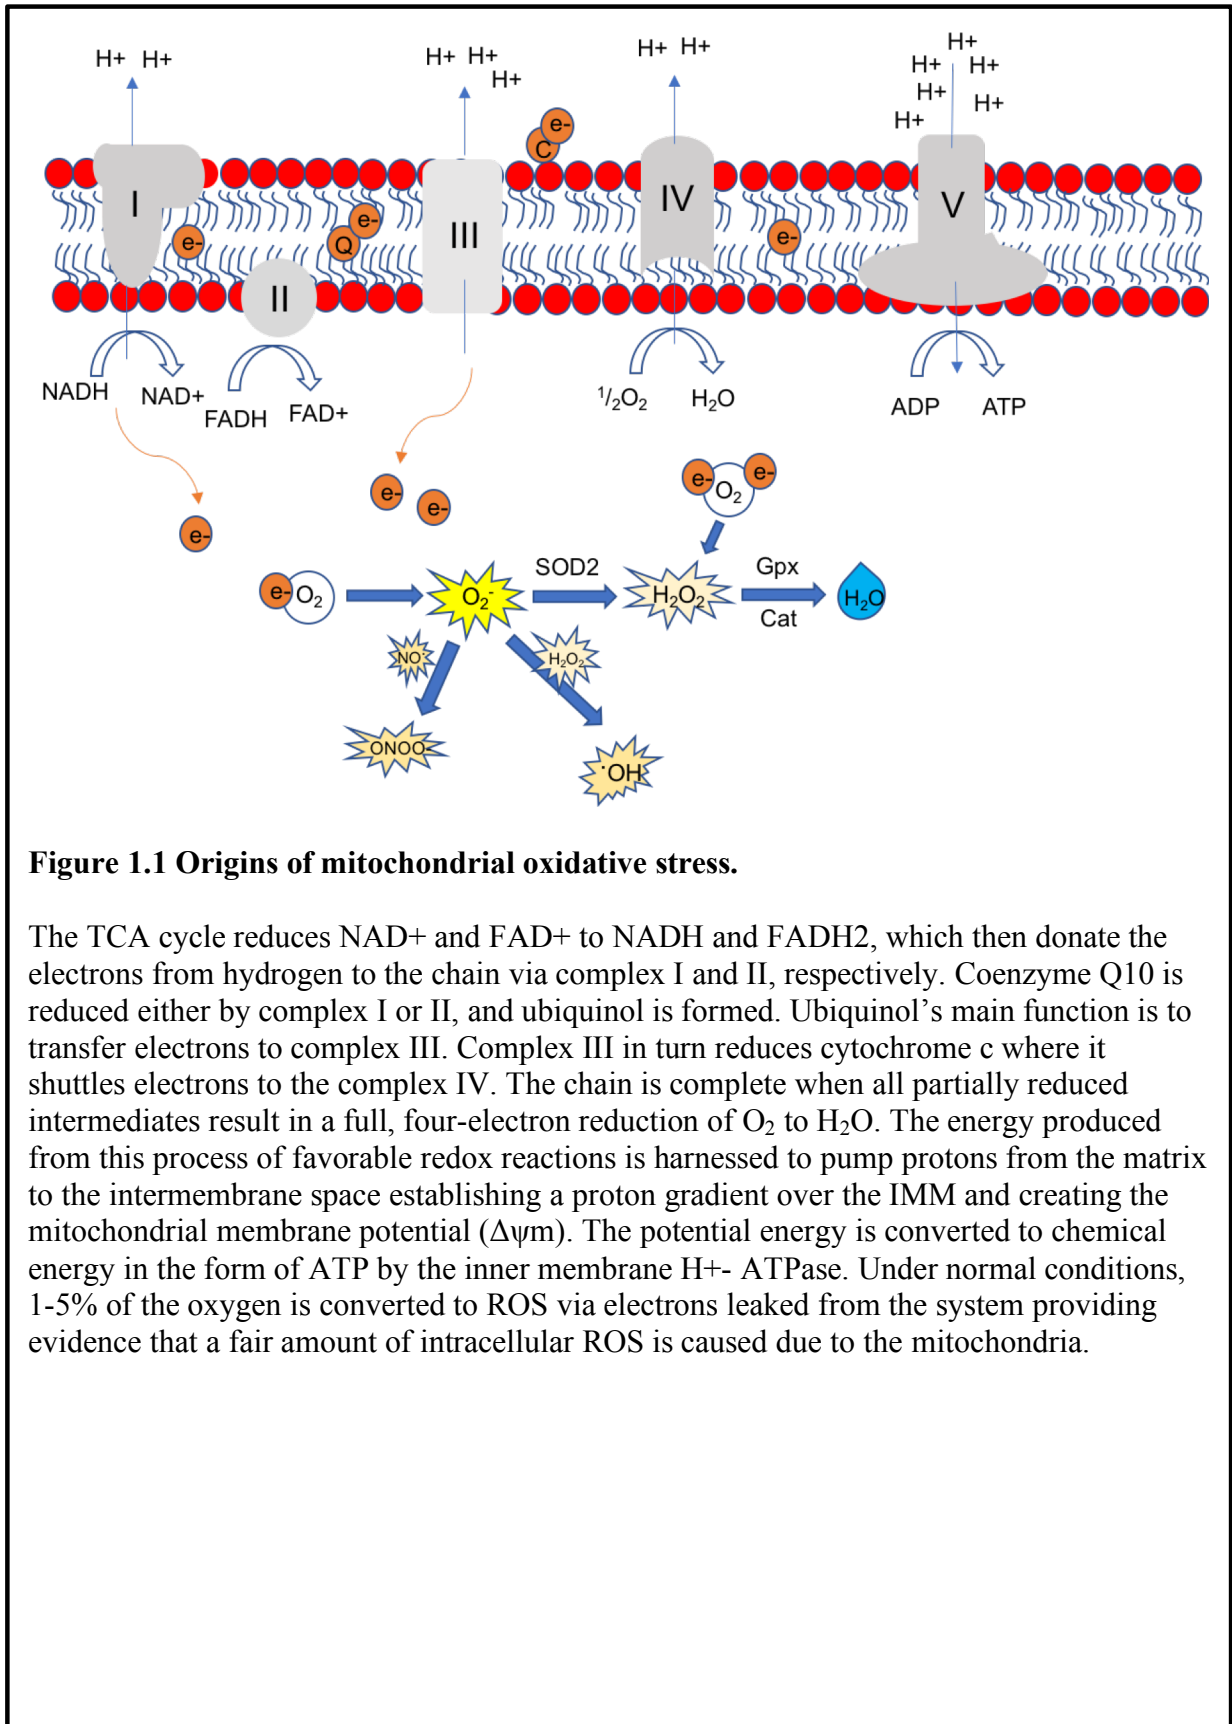 H+ H+
H+ H+
H+
H+ H+
H+
H+ H+
H+ H+
H+
e-
C
I
e-
e-
Q
II
III
IV
e-
V
NADH NAD+
FADH FAD+
1/2O2 H2O
ADP ATP
e-
e- e-
e- O2 e-
e- O2
O2-
SOD2
H2O2
Gpx
Cat
H2O
NO·
H2O2
ONOO-
·OH
Figure 1.1 Origins of mitochondrial oxidative stress.
The TCA cycle reduces NAD+ and FAD+ to NADH and FADH2, which then donate the
electrons from hydrogen to the chain via complex I and II, respectively. Coenzyme Q10 is
reduced either by complex I or II, and ubiquinol is formed. Ubiquinol’s main function is to
transfer electrons to complex III. Complex III in turn reduces cytochrome c where it
shuttles electrons to the complex IV. The chain is complete when all partially reduced
intermediates result in a full, four-electron reduction of O2 to H2O. The energy produced
from this process of favorable redox reactions is harnessed to pump protons from the matrix
to the intermembrane space establishing a proton gradient over the IMM and creating the
mitochondrial membrane potential (Δψm). The potential energy is converted to chemical
energy in the form of ATP by the inner membrane H+- ATPase. Under normal conditions,
1-5% of the oxygen is converted to ROS via electrons leaked from the system providing
evidence that a fair amount of intracellular ROS is caused due to the mitochondria.